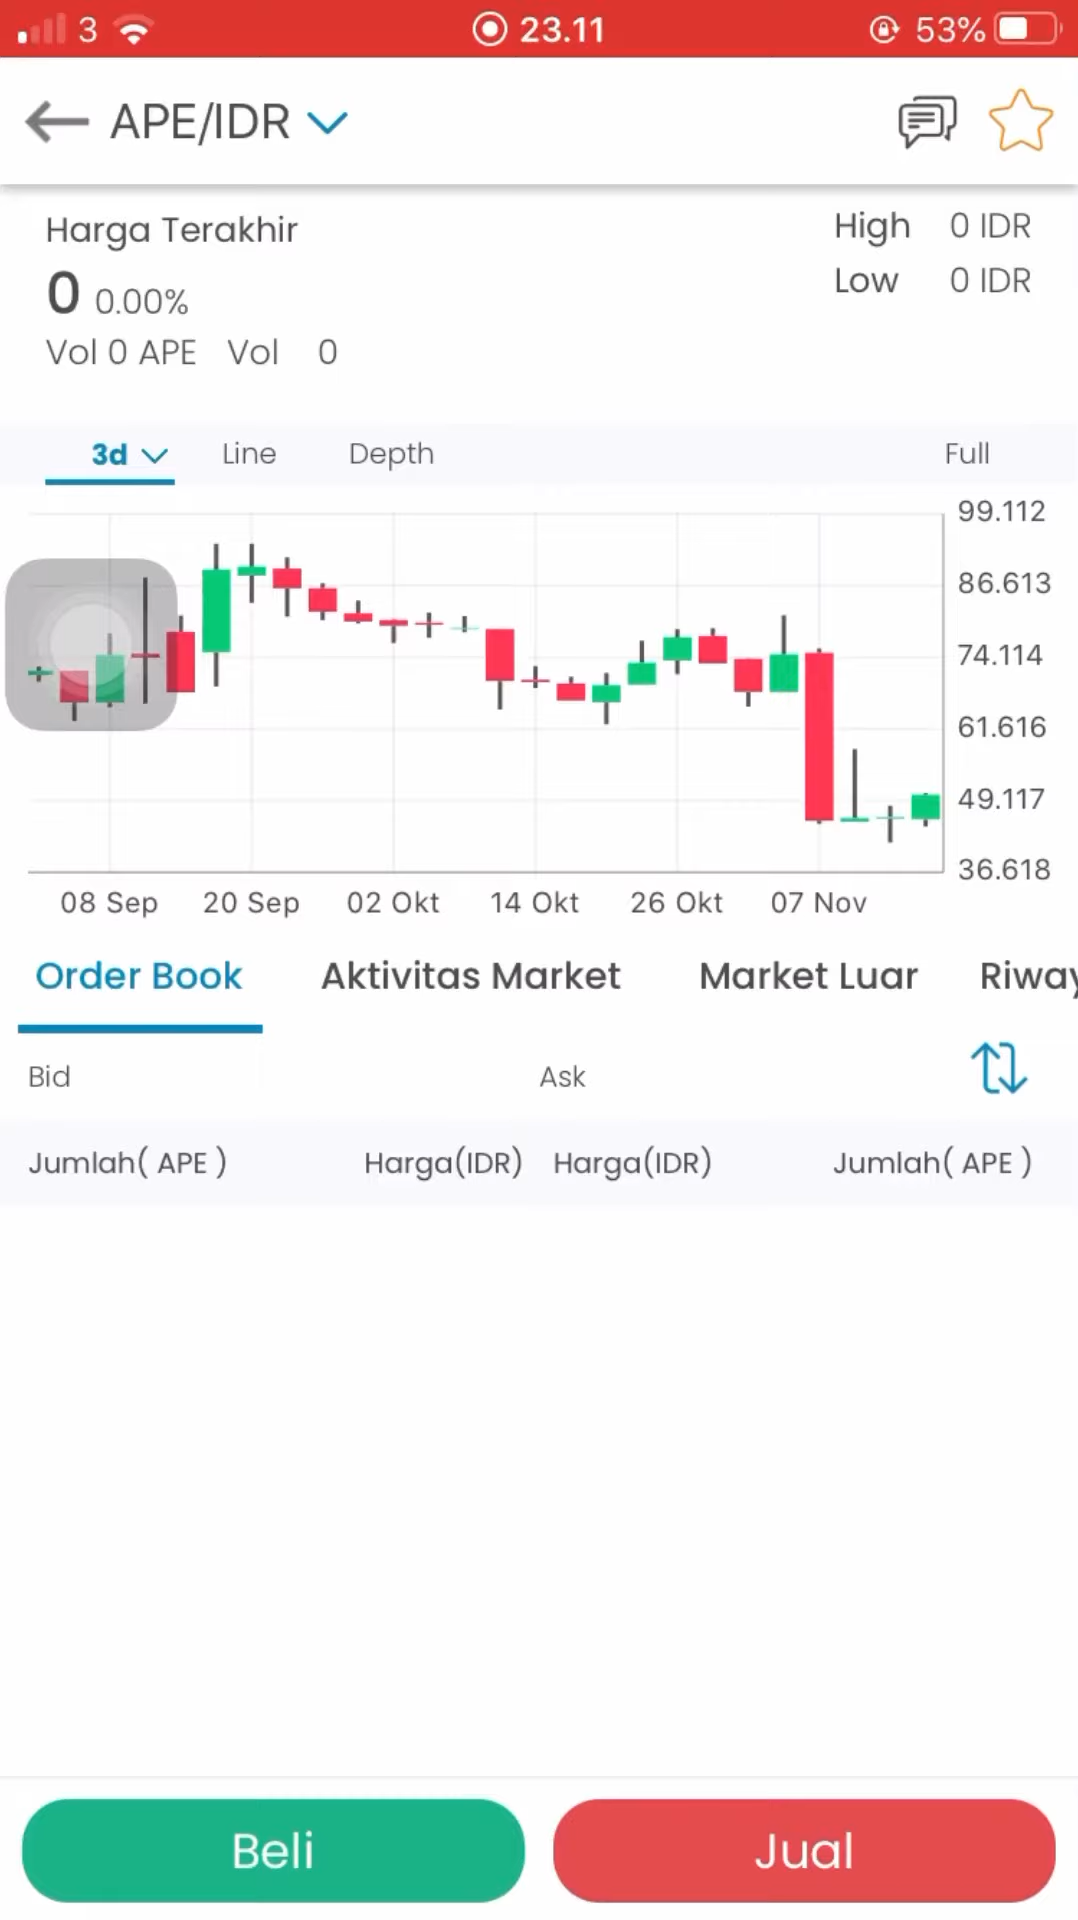 3 23.11 53%
APE/IDR
Harga Terakhir
High 0 IDR
0 0.00%
Low 0 IDR
Vol 0 APE Vol 0
3d Line Depth Full
99.112
86.613
74.114
61.616
49.117
36.618
08 Sep 20 Sep 02 Okt 14 Okt 26 Okt 07 Nov
Order Book Aktivitas Market Market Luar Riway
Bid Ask
Jumlah( APE ) Harga(IDR) Harga(IDR) Jumlah( APE )
Beli Jual